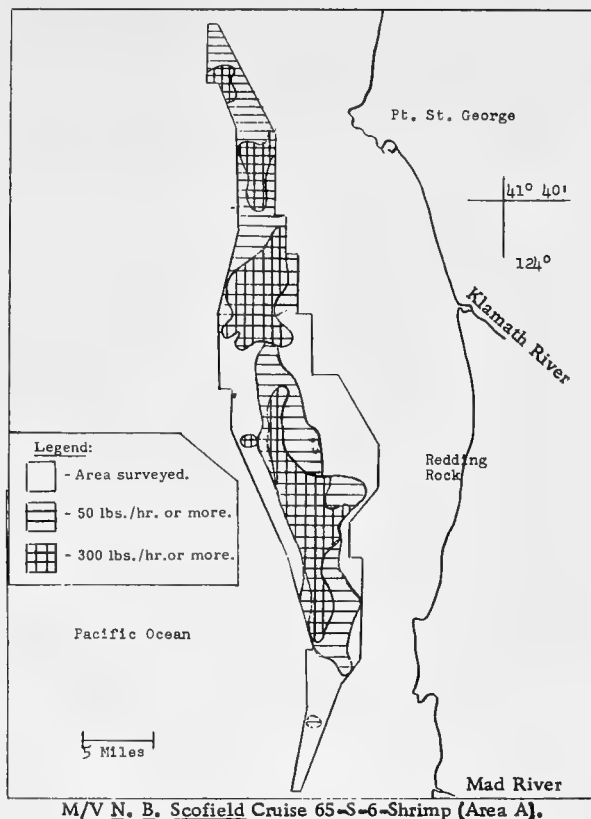 Pt. St. George
41° 40'
124°
Klamath River
Legend:
- Area surveyed.
- 50 lbs./hr. or more.
- 300 lbs./hr.or more.
Redding
Rock
Pacific Ocean
5 Miles
Mad River
M/V N. B. Scofield Cruise 65-S-6-Shrimp (Area A).